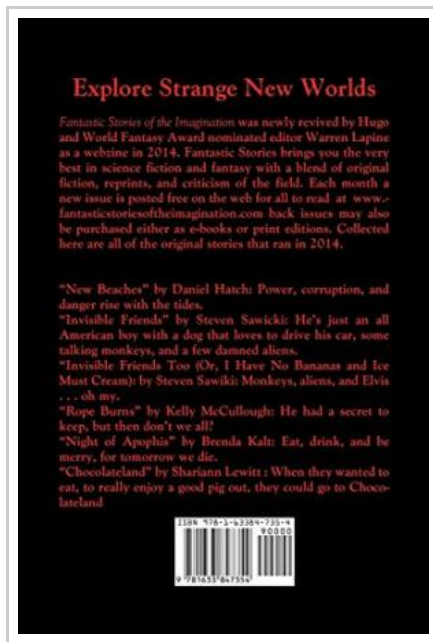 Explore Strange New Worlds
Fantastic Stories of the Imagination was newly revived by Hugo
and World Fantasy Award nominated editor Warren Lapine
as a webzine in 2014. Fantastic Stories brings you the very
best in science fiction and fantasy with a blend of original
fiction, reprints, and criticism of the field. Each month a
new issue is posted free on the web for all to read at www.-
fantasticstoriesoftheimagination.com back issues may also
be purchased either as e-books or print editions. Collected
here are all of the original stories that ran in 2014.
“New Beaches” by Daniel Hatch: Power, corruption, and
danger rise with the tides.
“Invisible Friends” by Steven Sawicki: He’s just an all
American boy with a dog that loves to drive his car, some
talking monkeys, and a few damned aliens.
“Invisible Friends Too (Or, I Have No Bananas and Ice
Must Cream): by Steven Sawiki: Monkeys, aliens, and Elvis
. . . oh my.
“Rope Burns” by Kelly McCullough: He had a secret to
keep, but then don’t we all?
“Night of Apophis” by Brenda Kalt: Eat, drink, and be
merry, for tomorrow we die.
“Chocolateland” by Shariann Lewitt : When they wanted to
eat, to really enjoy a good pig out, they could go to Choco-
lateland
ISBN 978-1-63384-735-4
90000
9 781633 847354